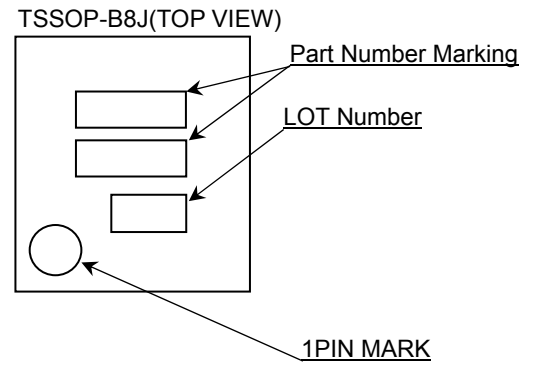 TSSOP-B8J(TOP VIEW)
Part Number Marking
LOT Number
1PIN MARK